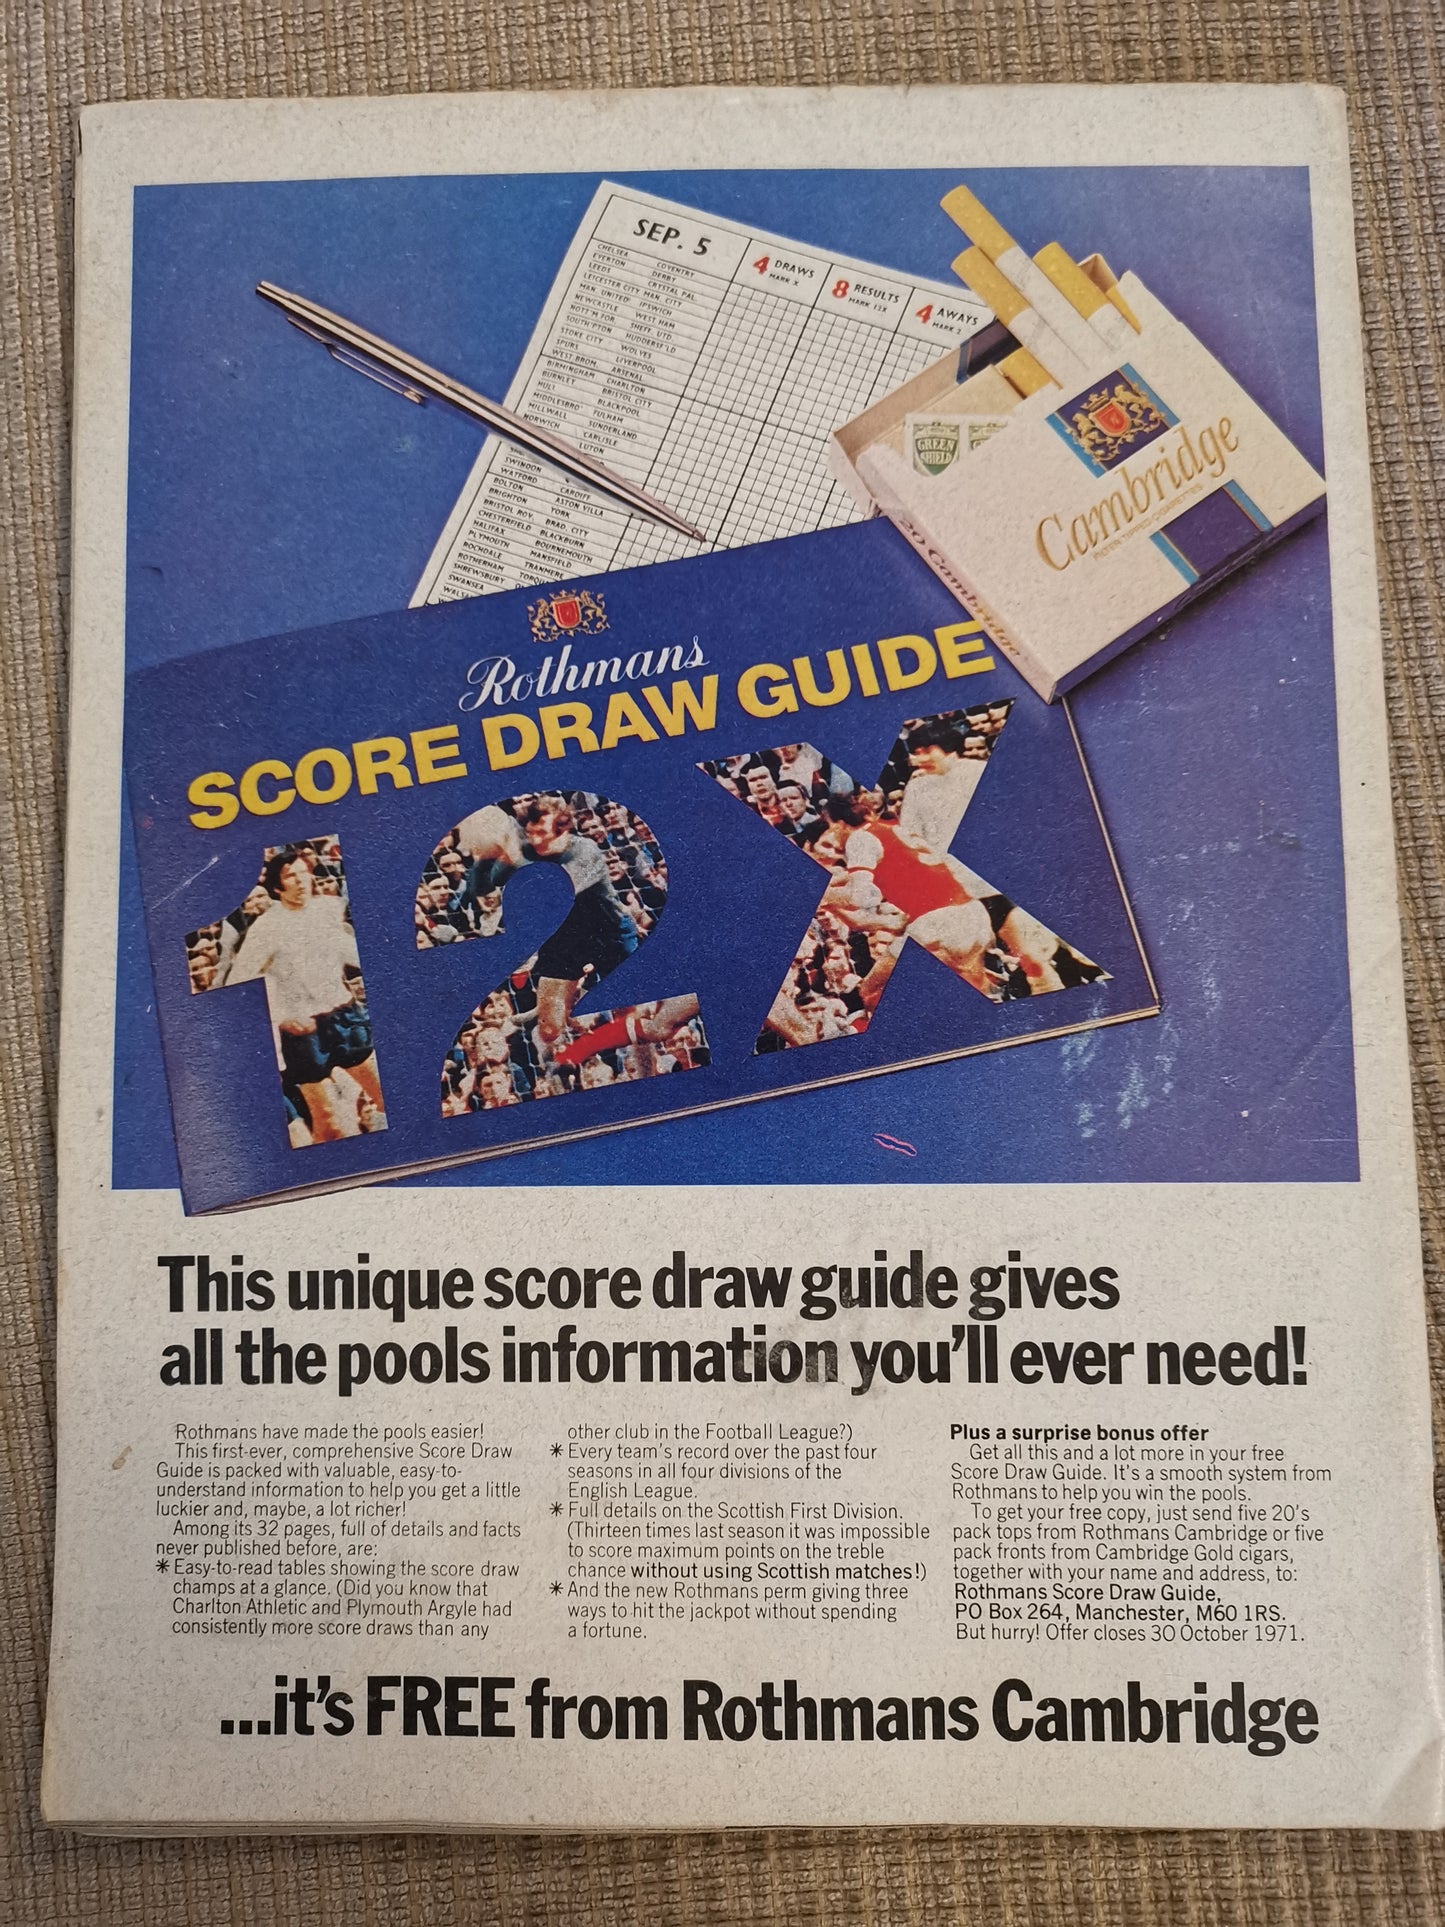 SEP. 5
4 DRAWS
MARK X
8 RESULTS
MARK 12X
4 AWAYS
MARK 2
CHELSEA COVENTRY
EVERTON DERBY
LEEDS CRYSTAL PAL.
LEICESTER CITY MAN. CITY
MAN. UNITED IPSWICH
NEWCASTLE WEST HAM
NOTT'M FOR SHEFF. UTD.
SOUTH'PTON HUDDERSF'LD
STOKE CITY WOLVES
SPURS LIVERPOOL
WEST BROM. ARSENAL
BIRMINGHAM CHARLTON
BURNLEY BRISTOL CITY
HULL BLACKPOOL
MIDDLESBRO' FULHAM
MILLWALL SUNDERLAND
NORWICH CARLISLE
LUTON
SWINDON
WATFORD CARDIFF
BOLTON ASTON VILLA
BRIGHTON YORK
BRISTOL ROV. BRAD. CITY
CHESTERFIELD BLACKBURN
HALIFAX BOURNEMOUTH
PLYMOUTH MANSFIELD
ROCHDALE TRANMERE
ROTHERHAM TORQU
SHREWSBURY
SWANSEA
WALSA
GREEN
SHIELD
Cambridge
FILTER TIPPED CIGARETTES
20 Cambridge
Rothmans
SCORE DRAW GUIDE
12X
This unique score draw guide gives
all the pools information you'll ever need!
Rothmans have made the pools easier!
This first-ever, comprehensive Score Draw
Guide is packed with valuable, easy-to-
understand information to help you get a little
luckier and, maybe, a lot richer!
Among its 32 pages, full of details and facts
never published before, are:
* Easy-to-read tables showing the score draw
champs at a glance. (Did you know that
Charlton Athletic and Plymouth Argyle had
consistently more score draws than any
other club in the Football League?)
* Every team's record over the past four
seasons in all four divisions of the
English League.
* Full details on the Scottish First Division.
(Thirteen times last season it was impossible
to score maximum points on the treble
chance without using Scottish matches!)
* And the new Rothmans perm giving three
ways to hit the jackpot without spending
a fortune.
Plus a surprise bonus offer
Get all this and a lot more in your free
Score Draw Guide. It's a smooth system from
Rothmans to help you win the pools.
To get your free copy, just send five 20's
pack tops from Rothmans Cambridge or five
pack fronts from Cambridge Gold cigars,
together with your name and address, to:
Rothmans Score Draw Guide,
PO Box 264, Manchester, M60 1RS.
But hurry! Offer closes 30 October 1971.
...it's FREE from Rothmans Cambridge